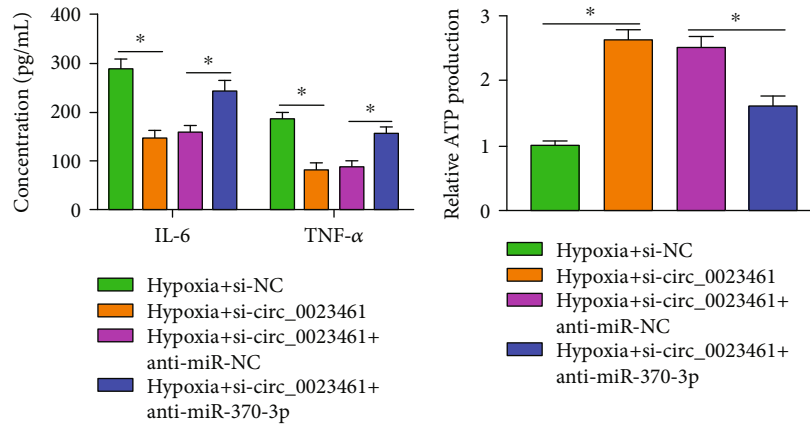 Concentration (pg/mL)
400
300
200
100
0
*
*
*
*
IL-6
TNF-α
Hypoxia+si-NC
Hypoxia+si-circ_0023461
Hypoxia+si-circ_0023461+
anti-miR-NC
Hypoxia+si-circ_0023461+
anti-miR-370-3p
Relative ATP production
3
2
1
0
*
*
Hypoxia+si-NC
Hypoxia+si-circ_0023461
Hypoxia+si-circ_0023461+
anti-miR-NC
Hypoxia+si-circ_0023461+
anti-miR-370-3p